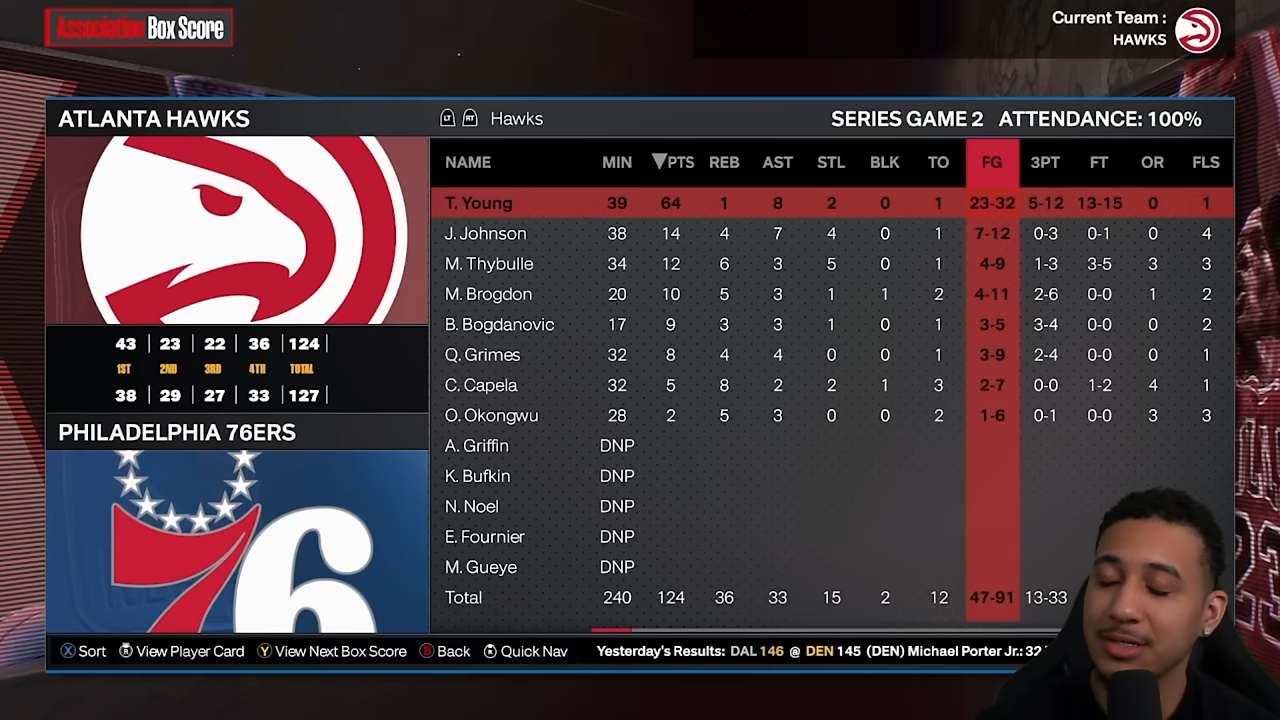 Association Box Score
Current Team :
HAWKS
ATLANTA HAWKS
LT RT Hawks
SERIES GAME 2 ATTENDANCE: 100%
NAME MIN PTS REB AST STL BLK TO FG 3PT FT OR FLS
T. Young 39 64 1 8 2 0 1 23-32 5-12 13-15 0 1
J. Johnson 38 14 4 7 4 0 1 7-12 0-3 0-1 0 4
M. Thybulle 34 12 6 3 5 0 1 4-9 1-3 3-5 3 3
M. Brogdon 20 10 5 3 1 1 2 4-11 2-6 0-0 1 2
B. Bogdanovic 17 9 3 3 1 0 1 3-5 3-4 0-0 0 2
Q. Grimes 32 8 4 4 0 0 1 3-9 2-4 0-0 0 1
C. Capela 32 5 8 2 2 1 3 2-7 0-0 1-2 4 1
O. Okongwu 28 2 5 3 0 0 2 1-6 0-1 0-0 3 3
A. Griffin DNP
K. Bufkin DNP
N. Noel DNP
E. Fournier DNP
M. Gueye DNP
Total 240 124 36 33 15 2 12 47-91 13-33
43 | 23 | 22 | 36 | 124 |
1ST 2ND 3RD 4TH TOTAL
38 | 29 | 27 | 33 | 127 |
PHILADELPHIA 76ERS
76
X Sort R View Player Card Y View Next Box Score B Back Quick Nav
Yesterday's Results: DAL 146 @ DEN 145 (DEN) Michael Porter Jr.: 32